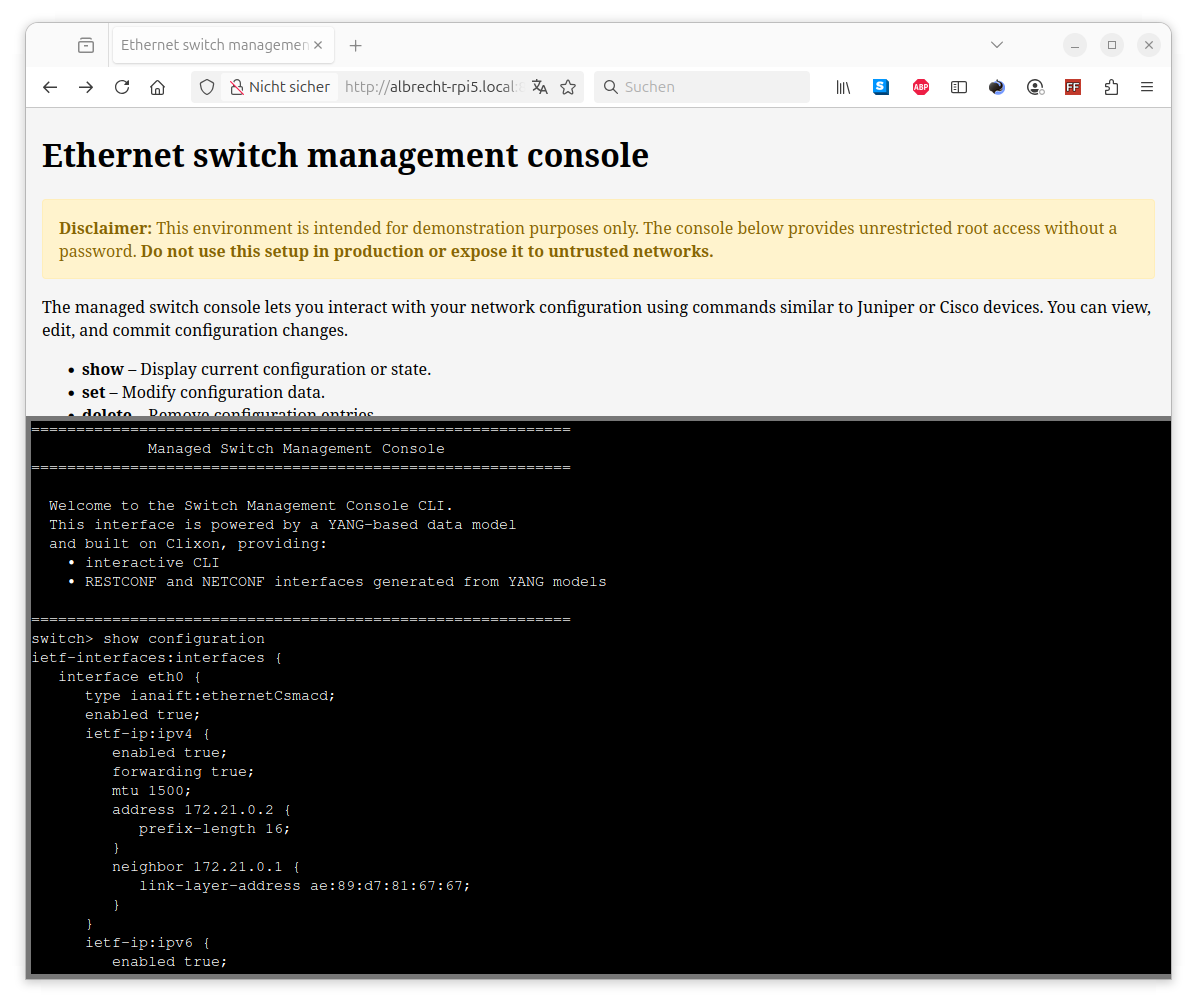 Ethernet switch managemen
Nicht sicher http://albrecht-rpi5.local: Suchen S ABP FF
Ethernet switch management console
Disclaimer: This environment is intended for demonstration purposes only. The console below provides unrestricted root access without a
password. Do not use this setup in production or expose it to untrusted networks.
The managed switch console lets you interact with your network configuration using commands similar to Juniper or Cisco devices. You can view,
edit, and commit configuration changes.
• show – Display current configuration or state.
• set – Modify configuration data.
• delete – Remove configuration entries
============================================================
Managed Switch Management Console
============================================================
Welcome to the Switch Management Console CLI.
This interface is powered by a YANG-based data model
and built on Clixon, providing:
• interactive CLI
• RESTCONF and NETCONF interfaces generated from YANG models
============================================================
switch> show configuration
ietf-interfaces:interfaces {
interface eth0 {
type ianaift:ethernetCsmacd;
enabled true;
ietf-ip:ipv4 {
enabled true;
forwarding true;
mtu 1500;
address 172.21.0.2 {
prefix-length 16;
}
neighbor 172.21.0.1 {
link-layer-address ae:89:d7:81:67:67;
}
}
ietf-ip:ipv6 {
enabled true;